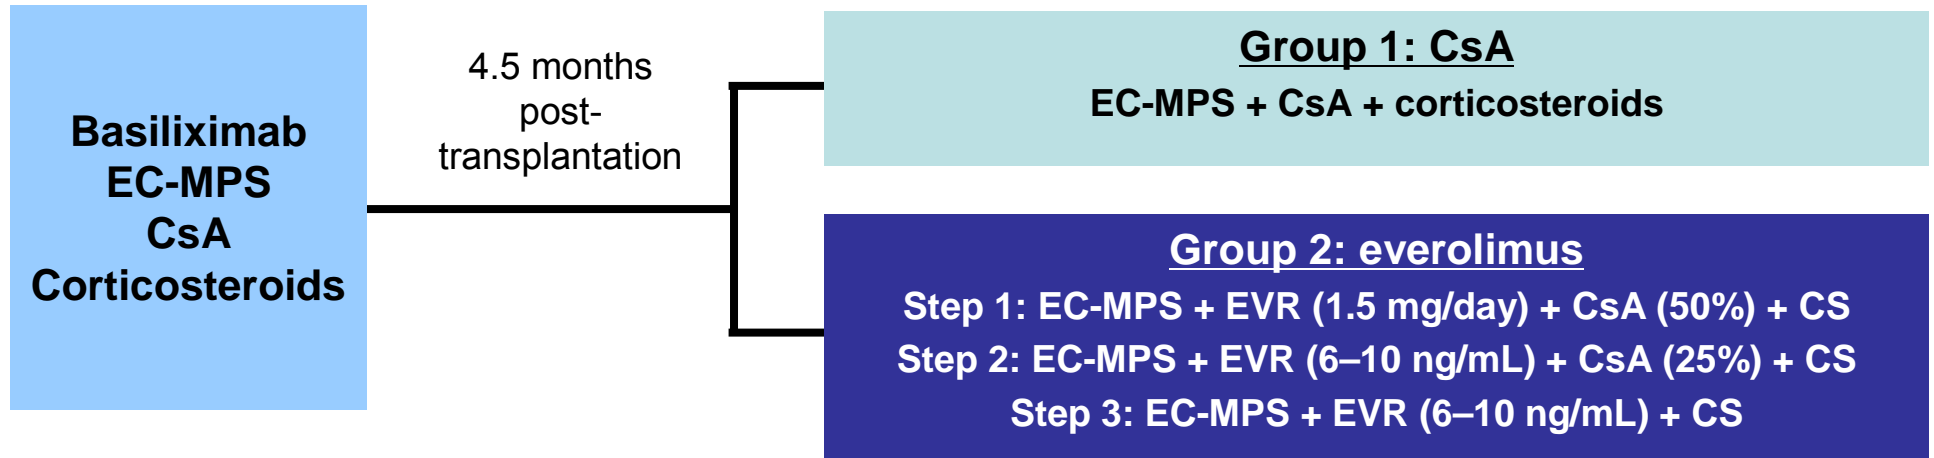 Basiliximab
EC-MPS
CsA
Corticosteroids
4.5 months
post-
transplantation
Group 1: CsA
EC-MPS + CsA + corticosteroids
Group 2: everolimus
Step 1: EC-MPS + EVR (1.5 mg/day) + CsA (50%) + CS
Step 2: EC-MPS + EVR (6–10 ng/mL) + CsA (25%) + CS
Step 3: EC-MPS + EVR (6–10 ng/mL) + CS